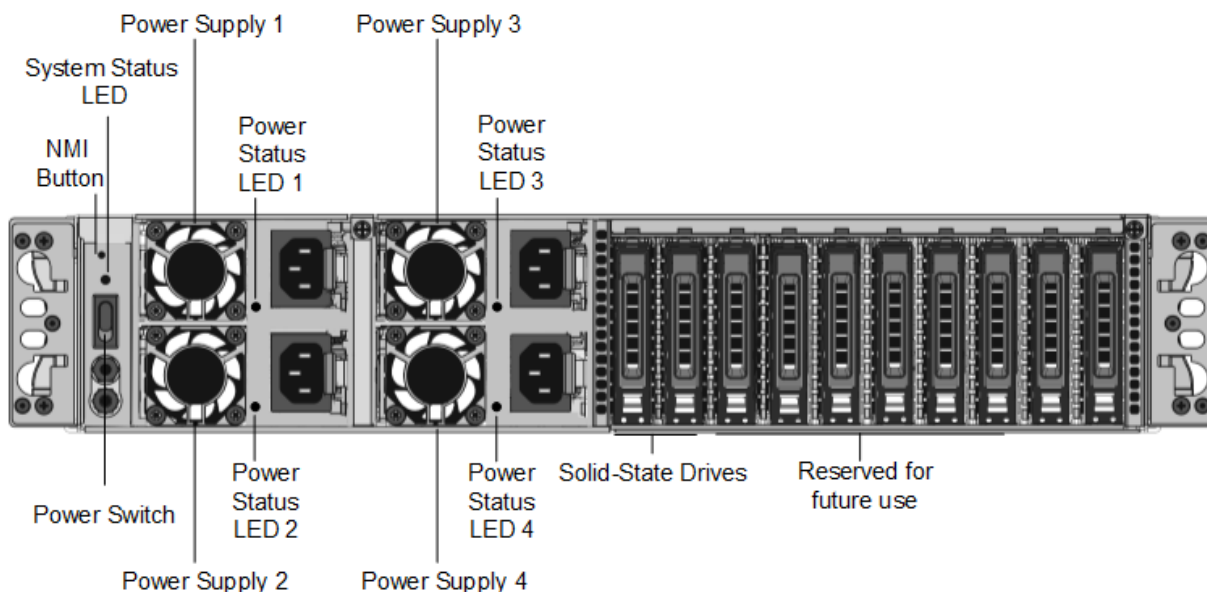 Power Supply 1
Power Supply 3
System Status
LED
Power
Status
LED 1
Power
Status
LED 3
NMI
Button
Power Switch
Power
Status
LED 2
Power
Status
LED 4
Solid-State Drives
Reserved for
future use
Power Supply 2
Power Supply 4